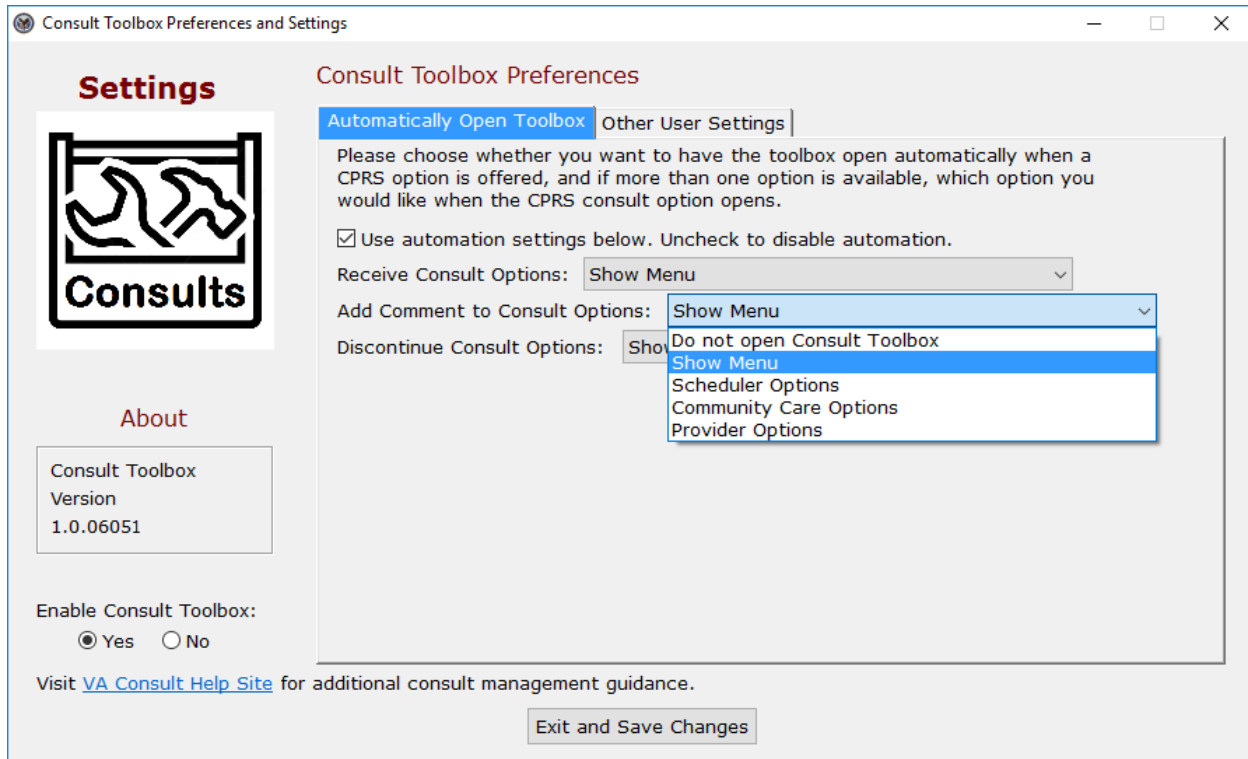 Consult Toolbox Preferences and Settings
Settings
Consults
About
Consult Toolbox
Version
1.0.06051
Enable Consult Toolbox:
Yes No
Consult Toolbox Preferences
Automatically Open Toolbox Other User Settings
Please choose whether you want to have the toolbox open automatically when a
CPRS option is offered, and if more than one option is available, which option you
would like when the CPRS consult option opens.
Use automation settings below. Uncheck to disable automation.
Receive Consult Options: Show Menu
Add Comment to Consult Options: Show Menu
Do not open Consult Toolbox
Show Menu
Scheduler Options
Community Care Options
Provider Options
Discontinue Consult Options:
Visit VA Consult Help Site for additional consult management guidance.
Exit and Save Changes